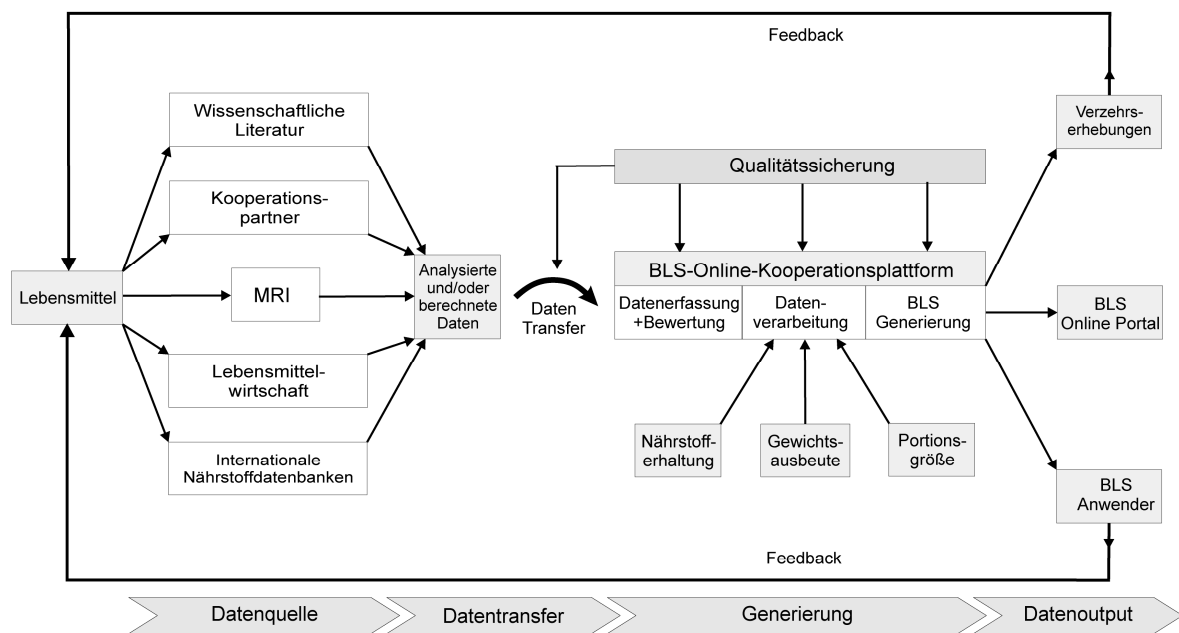 Feedback
Wissenschaftliche
Literatur
Verzehrs-
erhebungen
Qualitätssicherung
Kooperations-
partner
Lebensmittel
MRI
Analysierte
und/oder
berechnete
Daten
Daten
Transfer
BLS-Online-Kooperationsplattform
Datenerfassung
+Bewertung
Daten-
verarbeitung
BLS
Generierung
BLS
Online Portal
Lebensmittel-
wirtschaft
Internationale
Nährstoffdatenbanken
Nährstoff-
erhaltung
Gewichts-
ausbeute
Portions-
größe
BLS
Anwender
Feedback
Datenquelle
Datentransfer
Generierung
Datenoutput